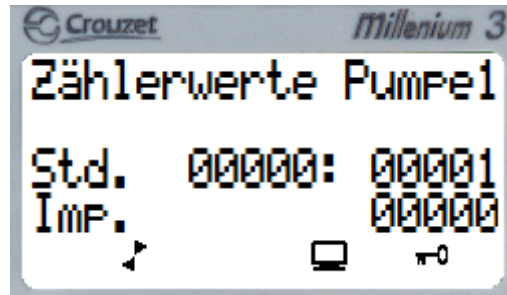 Crouzet Millenium 3
Zählerwerte Pumpe1
Std. 00000: 00001
Imp. 00000